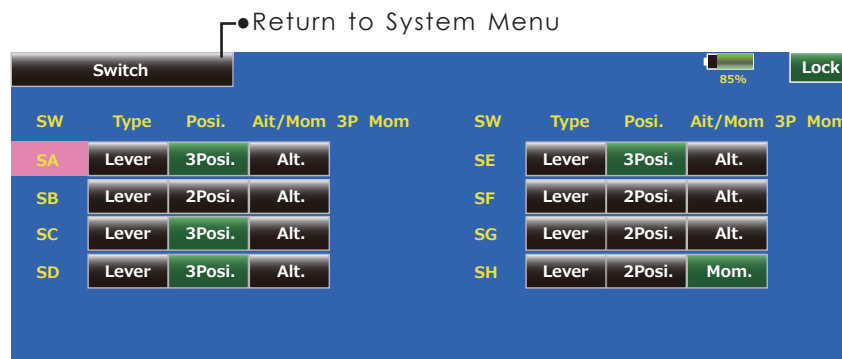 ●Return to System Menu
Switch 85% Lock
SW Type Posi. Ait/Mom 3P Mom SW Type Posi. Ait/Mom 3P Mom
SA Lever 3Posi. Alt. SE Lever 3Posi. Alt.
SB Lever 2Posi. Alt. SF Lever 2Posi. Alt.
SC Lever 3Posi. Alt. SG Lever 2Posi. Alt.
SD Lever 3Posi. Alt. SH Lever 2Posi. Mom.